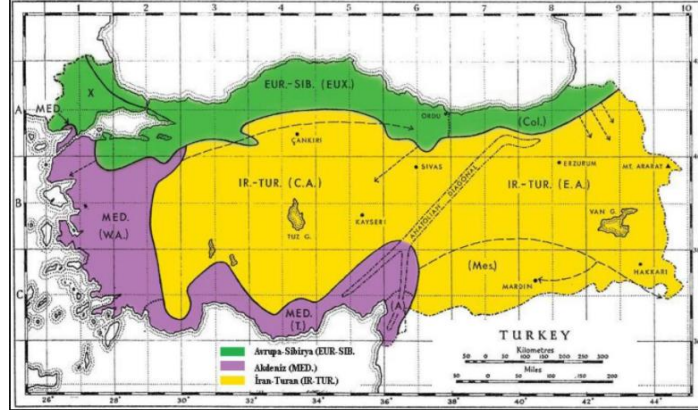 1 2 3 4 5 6 7 8 9 10
X
EUR.-SIB. (EUX.)
A
MED.
ORDU
(Col.)
ÇANKIRI
SIVAS
ERZURUM
MT. ARARAT
IR-TUR. (C.A.)
IR.-TUR. (E.A.)
ANATOLIAN DIAGONAL
B
MED.
(W.A.)
KAYSERI
TUZ G.
VAN G.
(Mes.)
HAKKARI
MARDIN
C
MED.
(T.)
(A)
TURKEY
Kilometres
50 0 50 100 150 200 250 300
Miles
50 0 50 100 150 200
Avrupa-Sibirya (EUR-SIB.
Akdeniz (MED.)
İran-Turan (IR-TUR.)
26° 28° 30° 32° 34° 36° 38° 40° 42° 44°